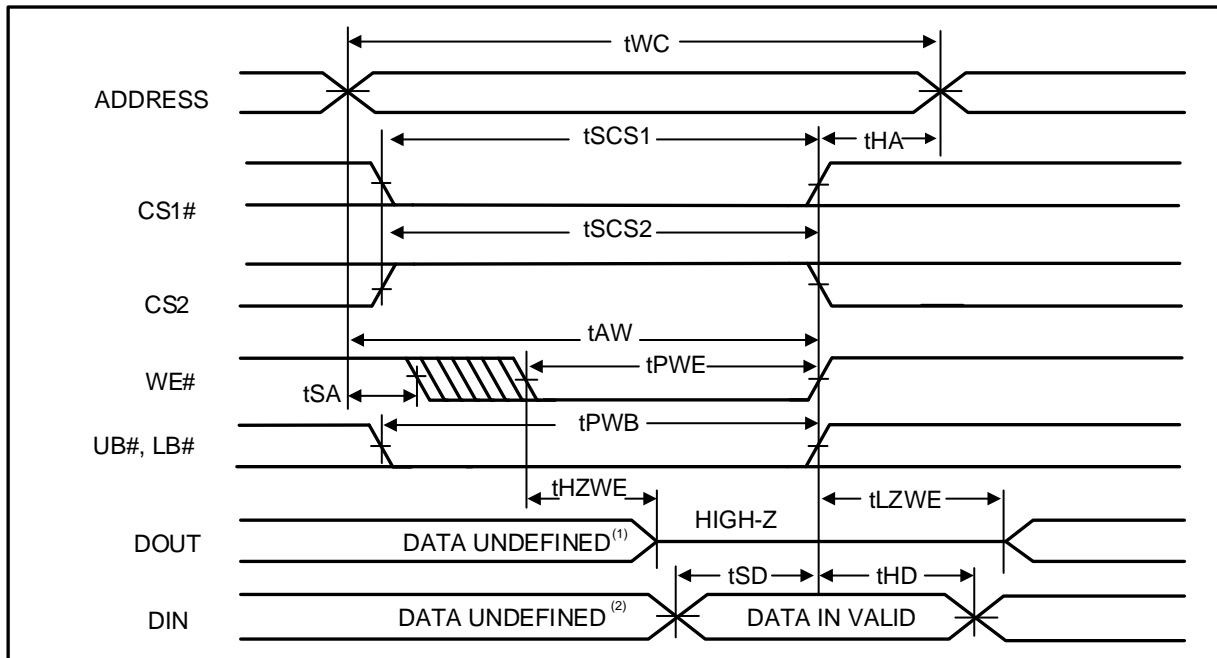 tWC
ADDRESS
tSCS1
tHA
CS1#
tSCS2
CS2
tAW
WE#
tPWE
tSA
tPWB
UB#, LB#
tHZWE
tLZWE
HIGH-Z
DOUT
DATA UNDEFINED (1)
tSD
tHD
DIN
DATA UNDEFINED (2)
DATA IN VALID